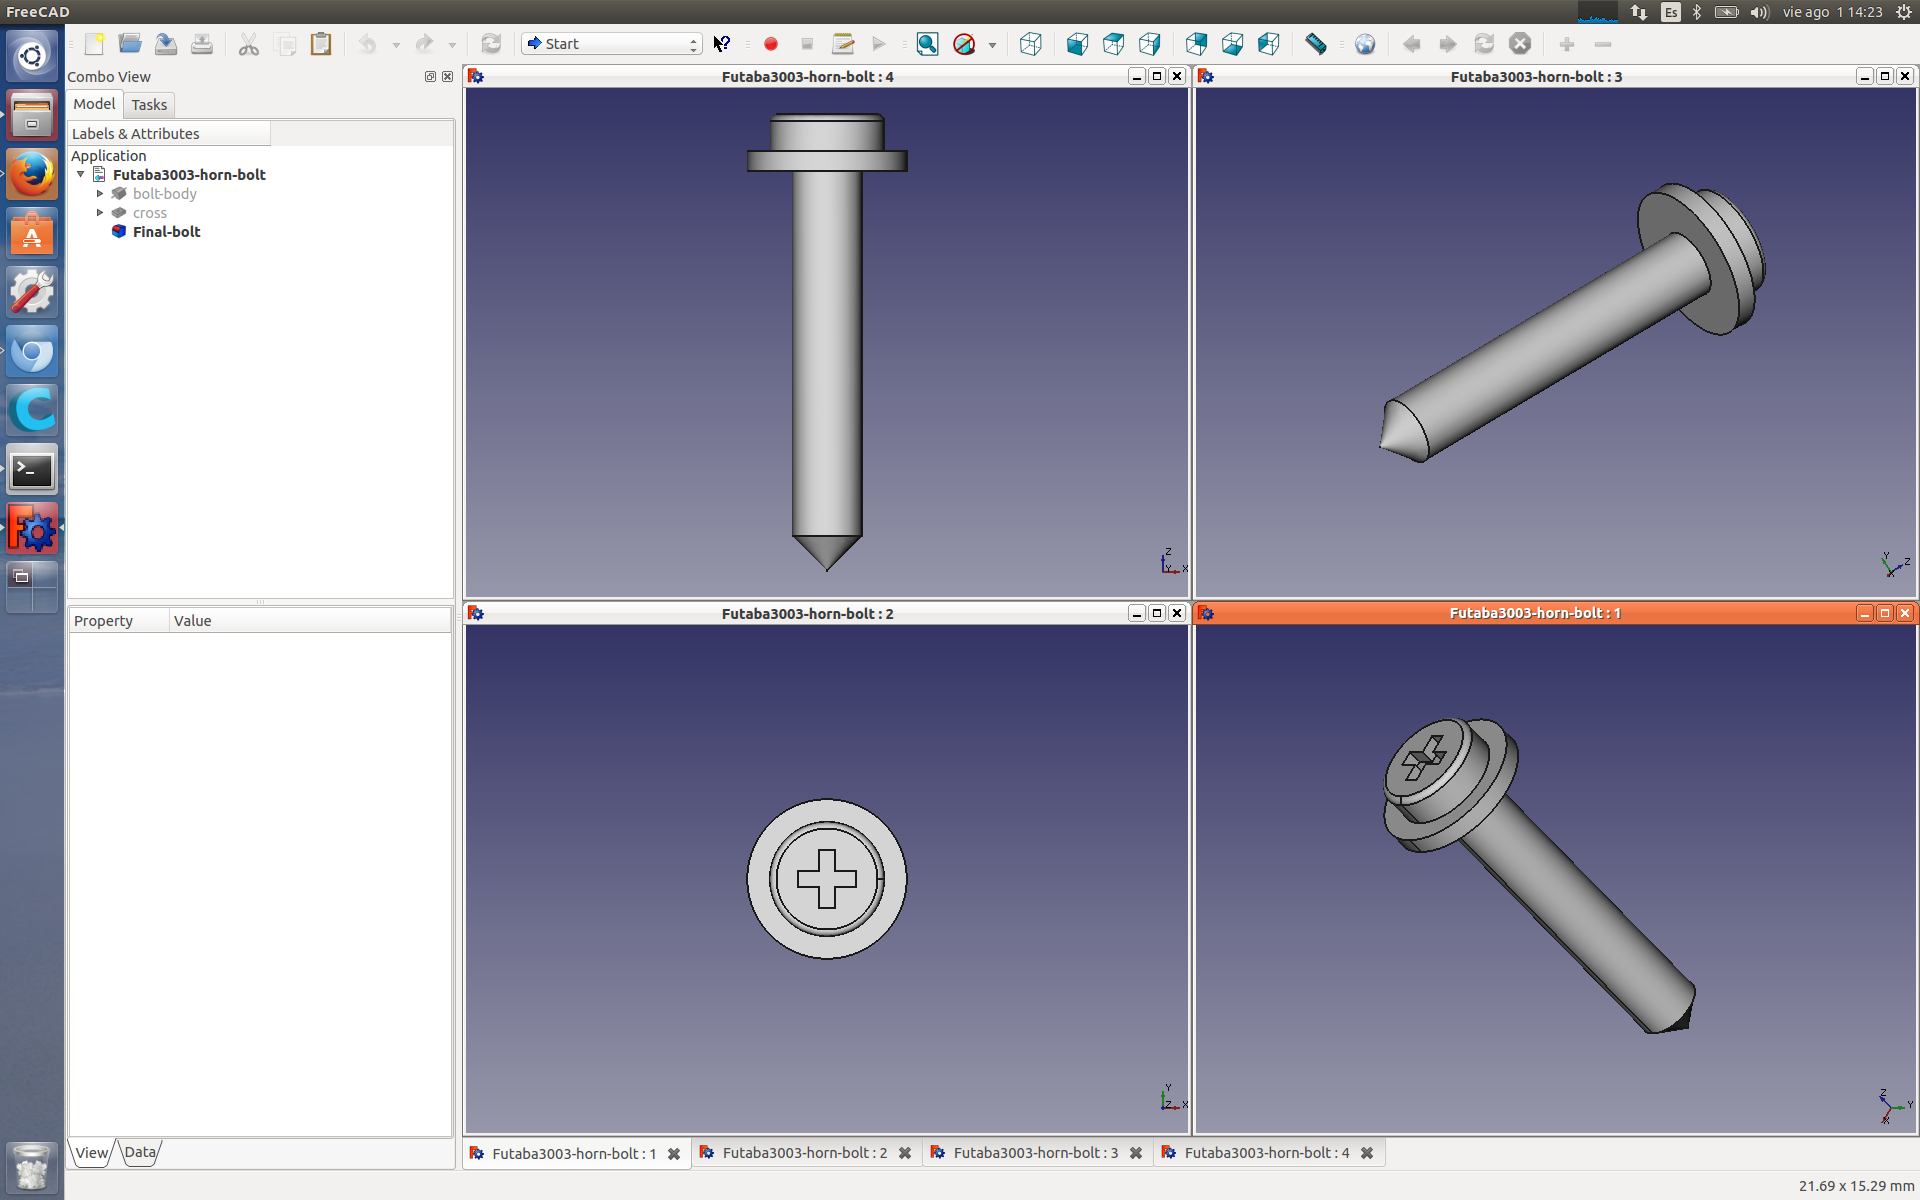 FreeCAD
Es
vie ago 1 14:23
Start
Combo View
Model
Tasks
Labels & Attributes
Application
Futaba3003-horn-bolt
bolt-body
cross
Final-bolt
Property
Value
View
Data
Futaba3003-horn-bolt : 4
Z
Y
X
Futaba3003-horn-bolt : 3
Y
Z
X
Futaba3003-horn-bolt : 2
Y
Z
X
Futaba3003-horn-bolt : 1
Z
Y
X
Futaba3003-horn-bolt : 1
Futaba3003-horn-bolt : 2
Futaba3003-horn-bolt : 3
Futaba3003-horn-bolt : 4
21.69 x 15.29 mm